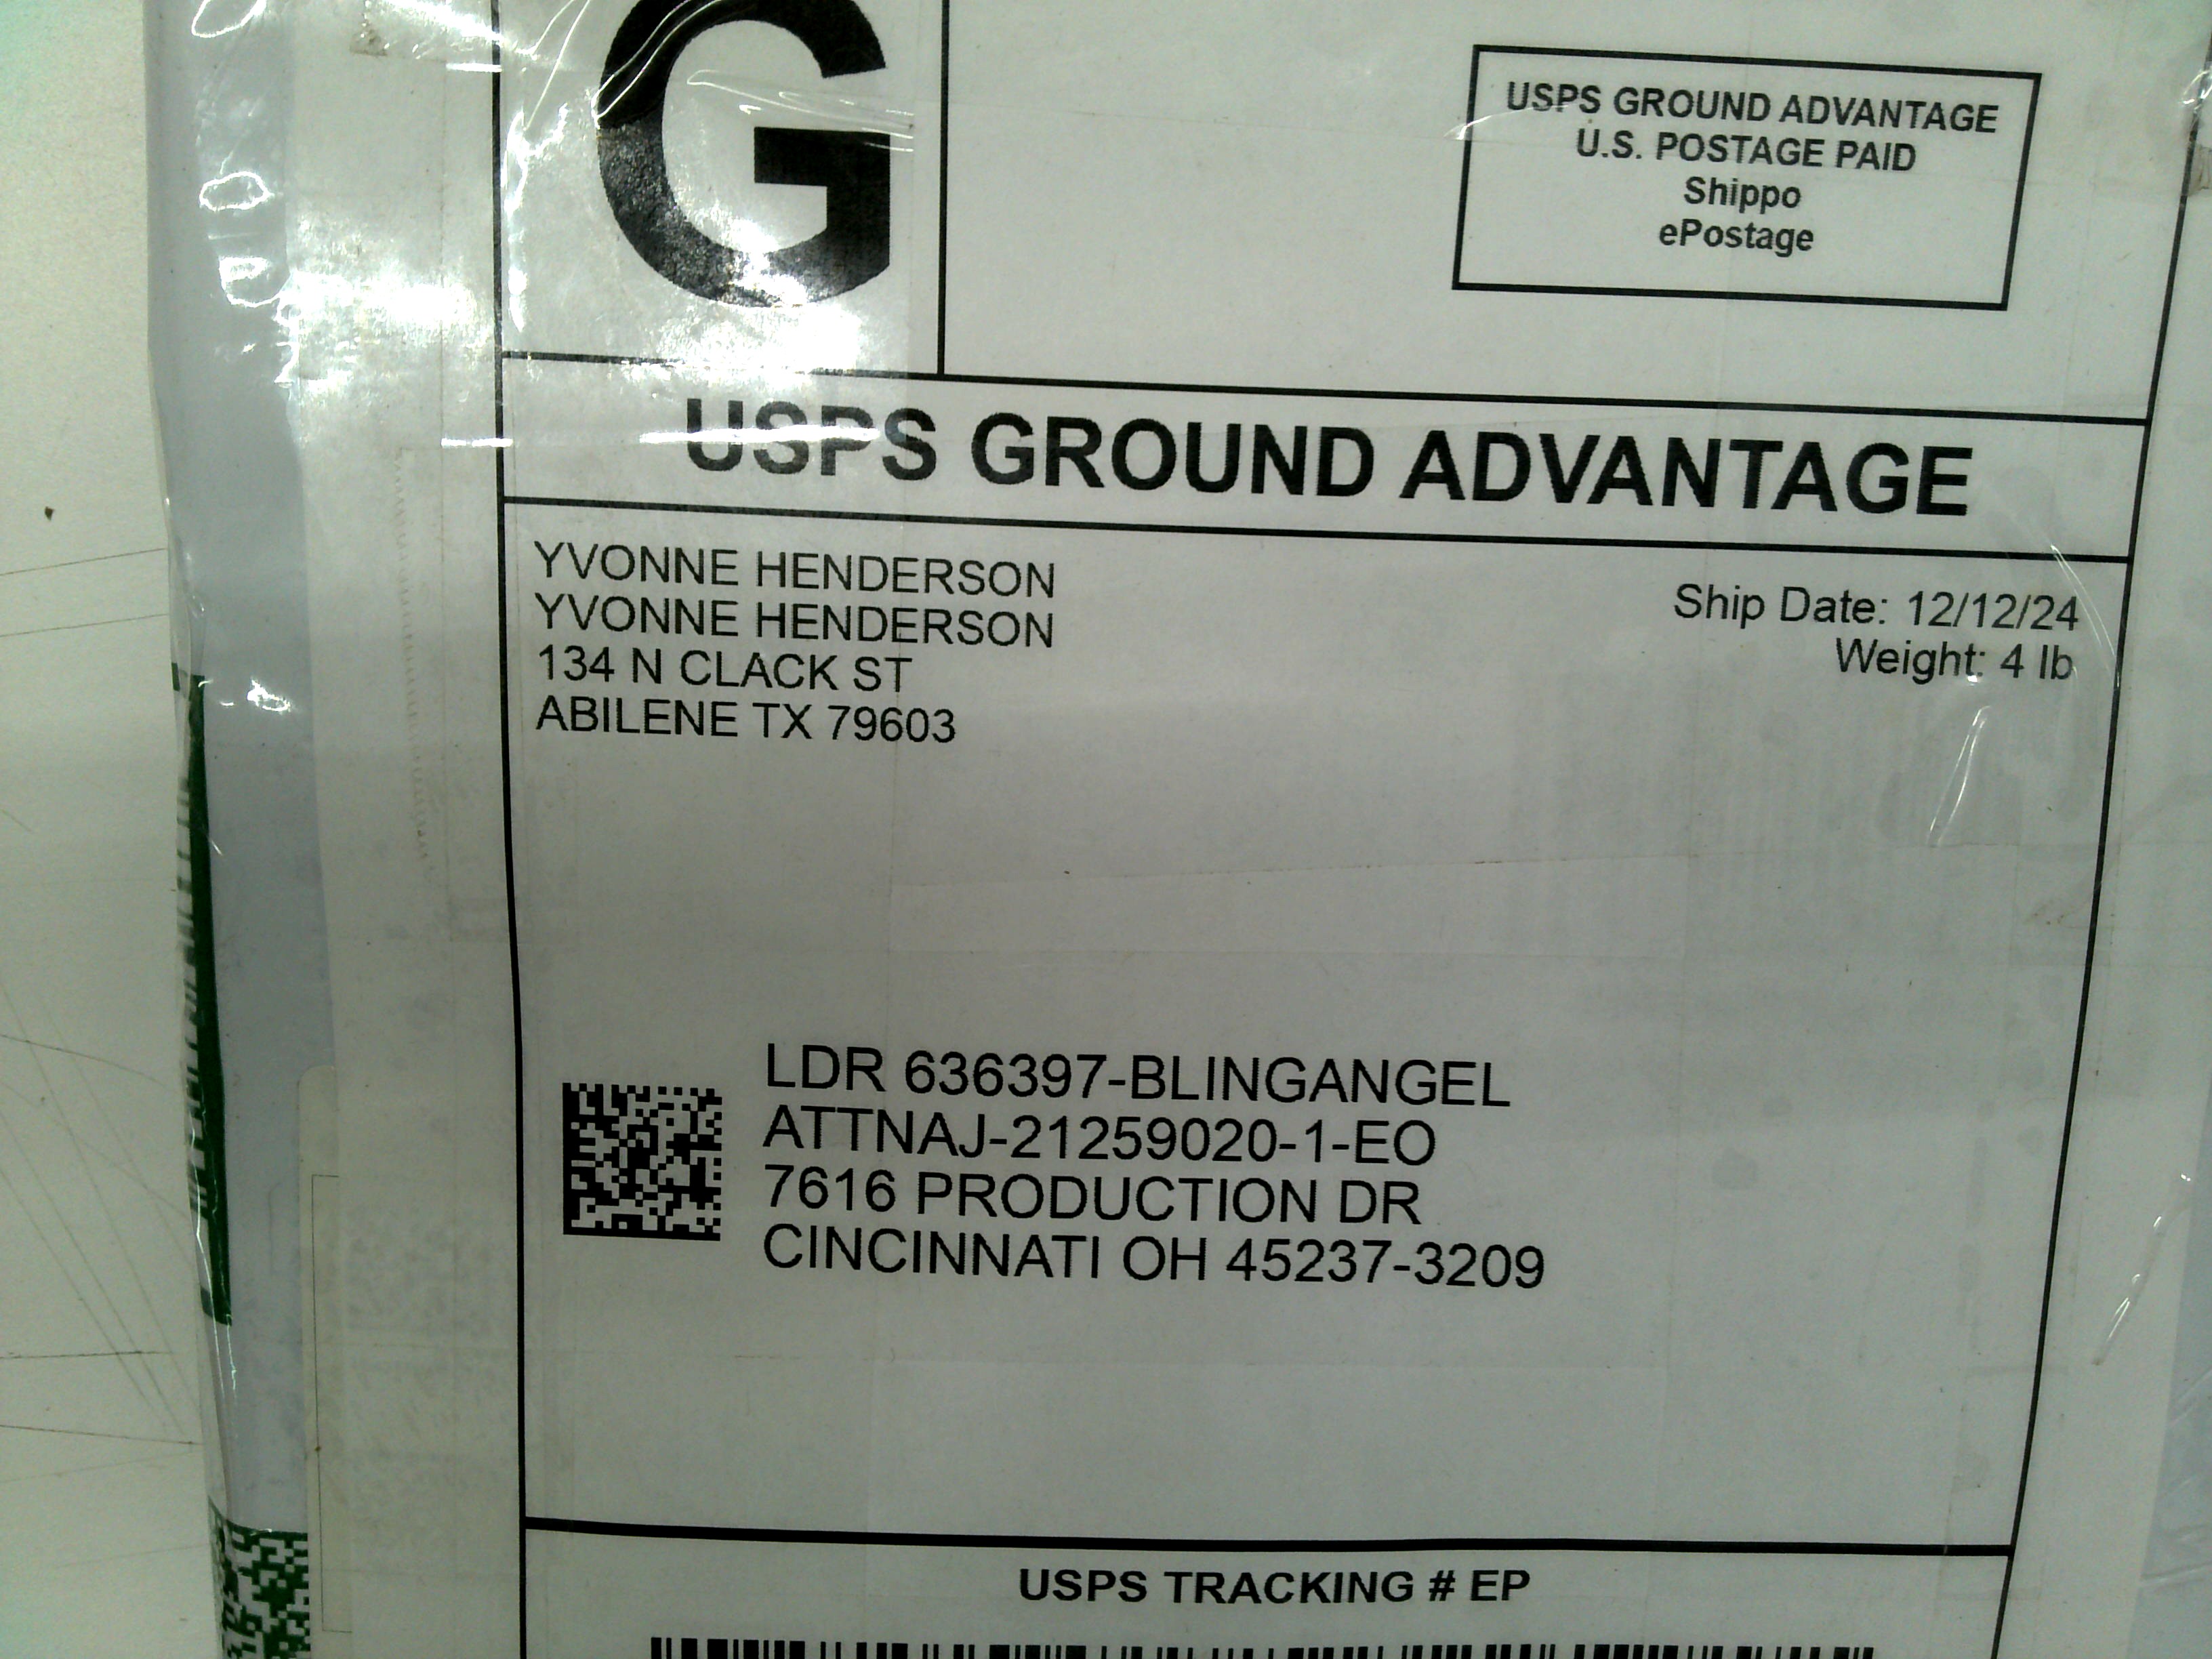 G
USPS GROUND ADVANTAGE
U.S. POSTAGE PAID
Shippo
ePostage
USPS GROUND ADVANTAGE
YVONNE HENDERSON
YVONNE HENDERSON
134 N CLACK ST
ABILENE TX 79603
Ship Date: 12/12/24
Weight: 4 lb
LDR 636397-BLINGANGEL
ATTNAJ-21259020-1-EO
7616 PRODUCTION DR
CINCINNATI OH 45237-3209
USPS TRACKING # EP